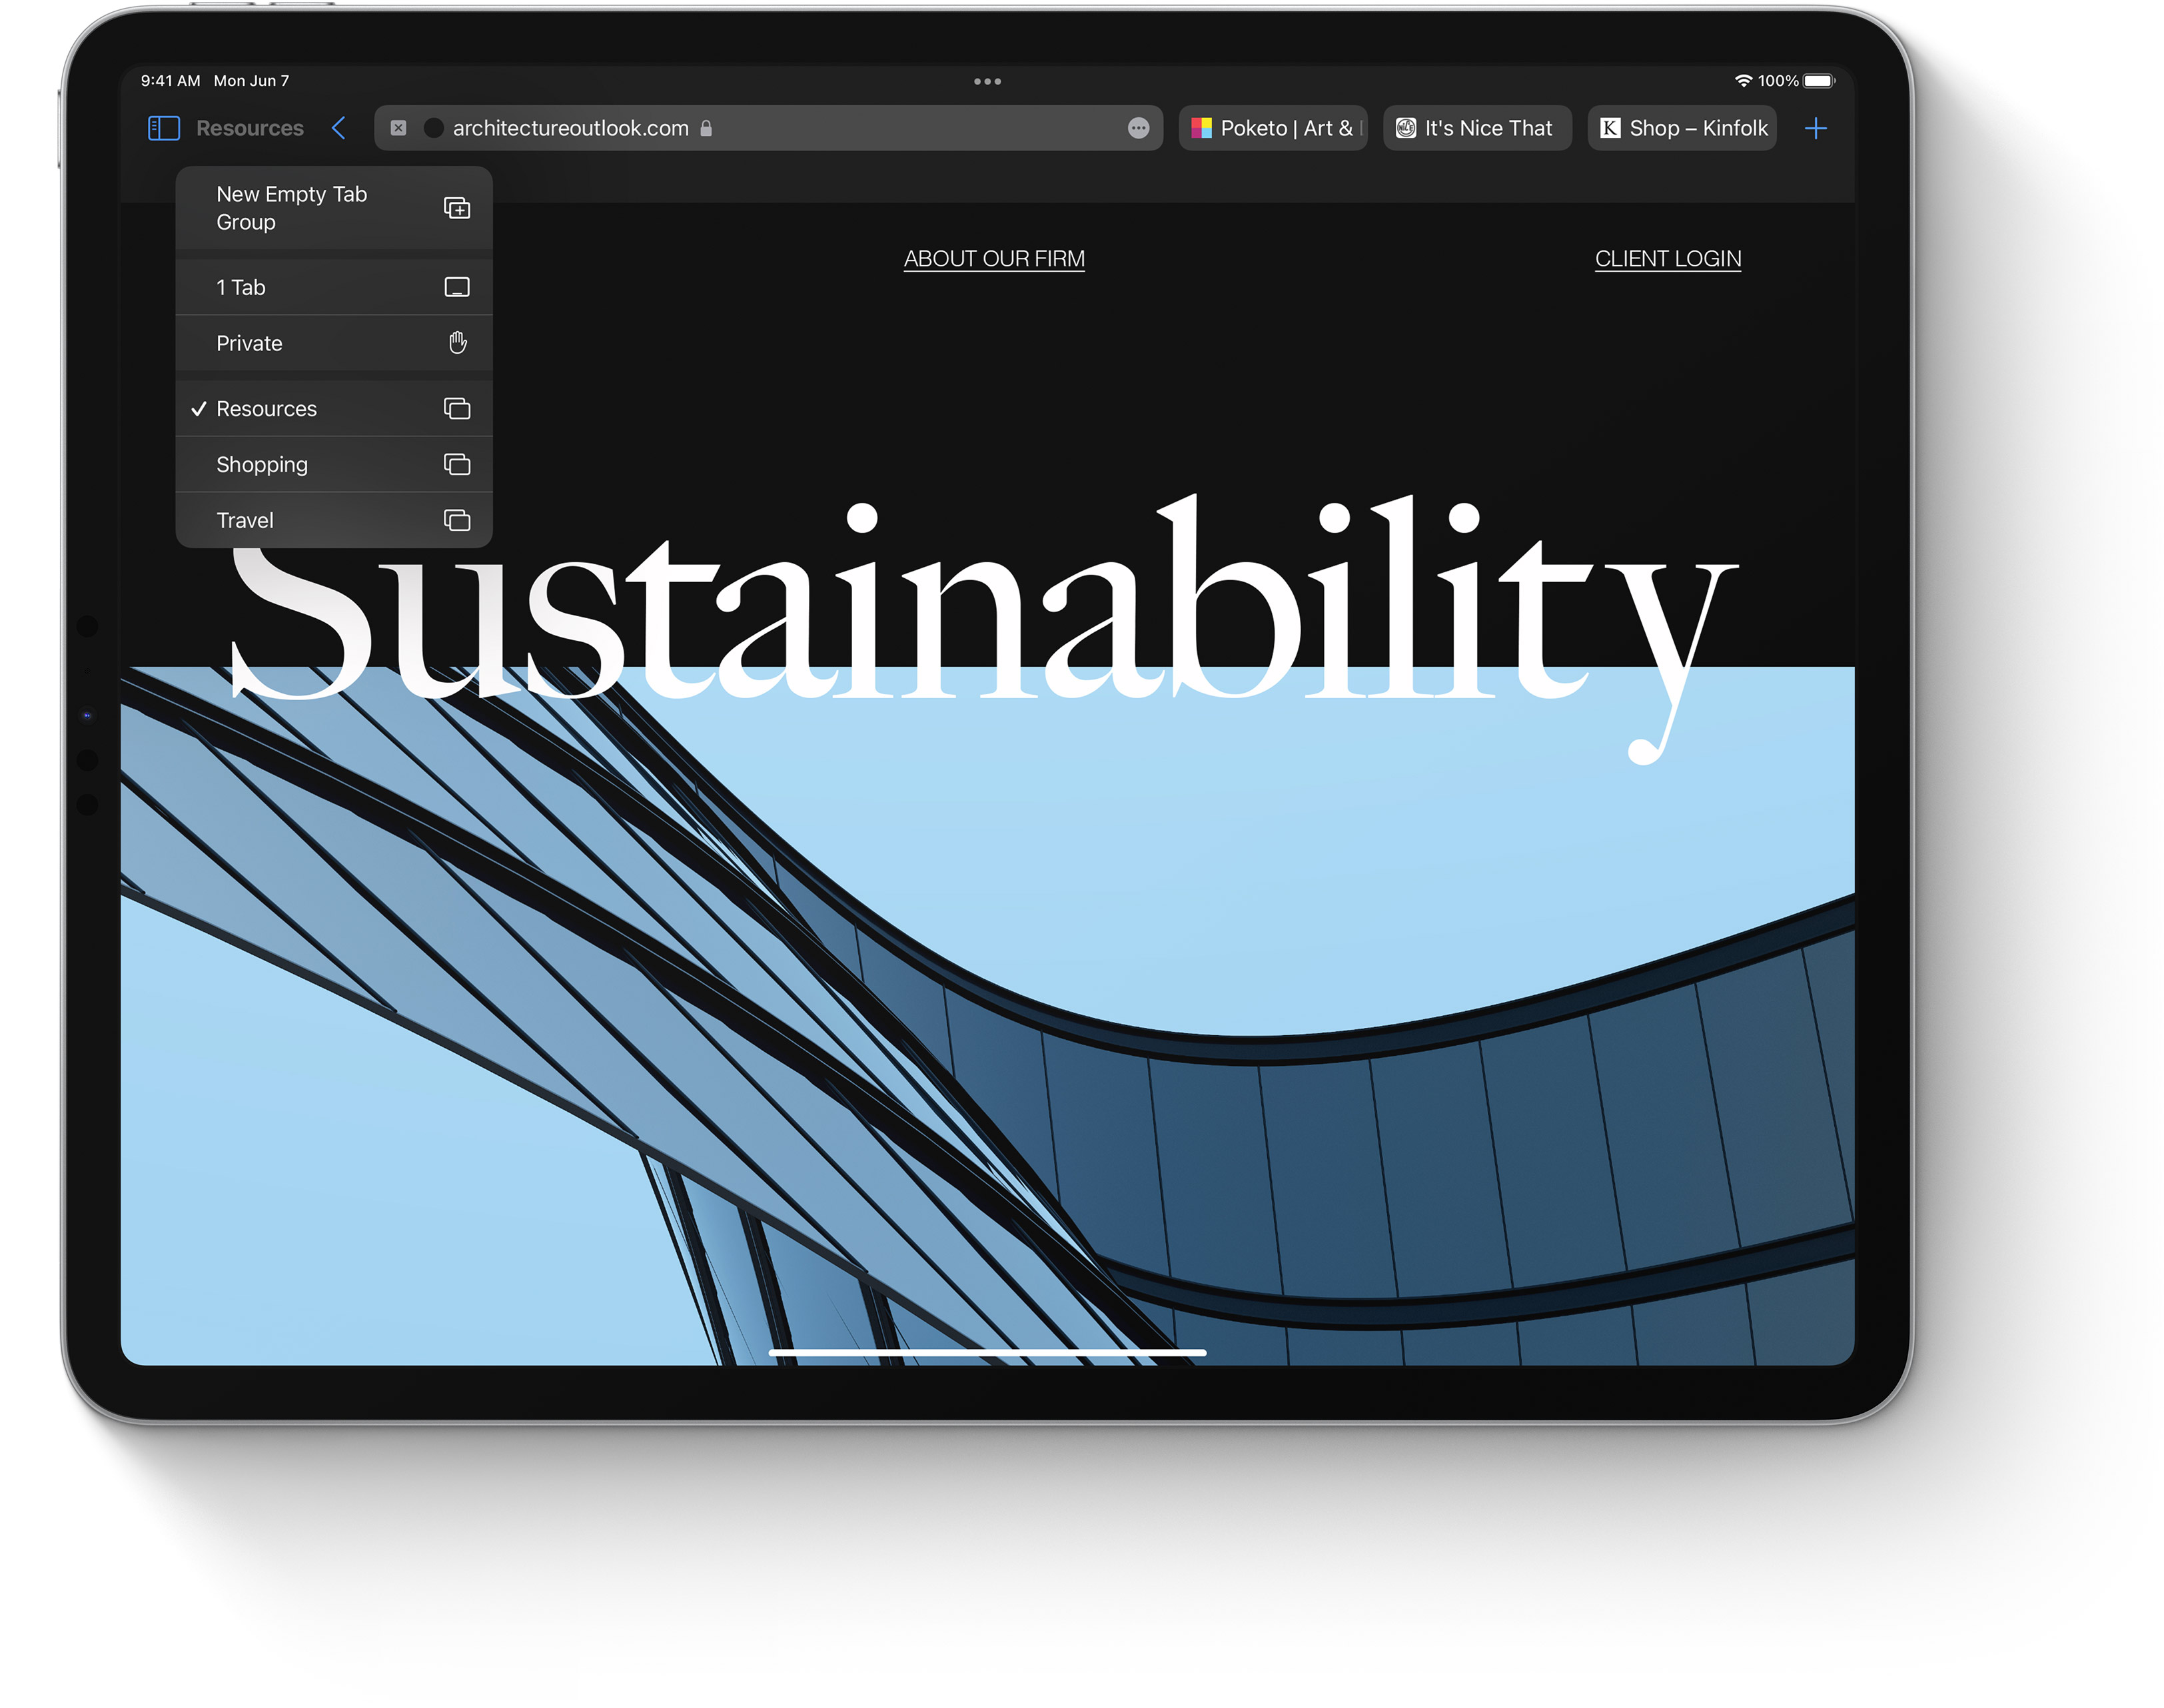 9:41 AM Mon Jun 7
100%
Resources
architectureoutlook.com
Poketo | Art &
It's Nice That
K Shop – Kinfolk
New Empty Tab
Group
1 Tab
Private
Resources
Shopping
Travel
ABOUT OUR FIRM
CLIENT LOGIN
Sustainability